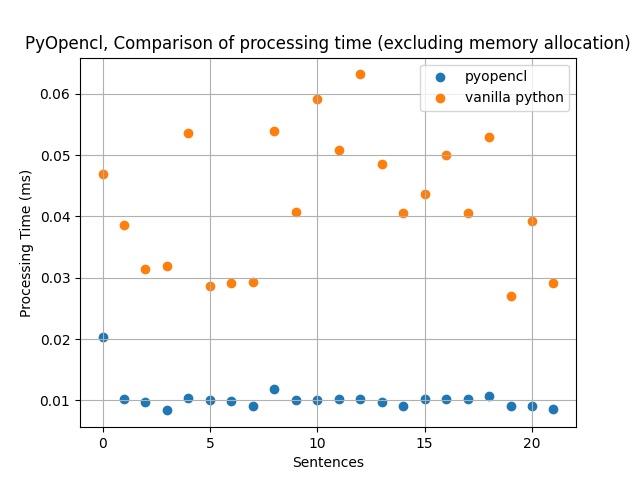 PyOpencl, Comparison of processing time (excluding memory allocation)
pyopencl
vanilla python
0.06
0.05
0.04
0.03
0.02
0.01
Processing Time (ms)
0 5 10 15 20
Sentences